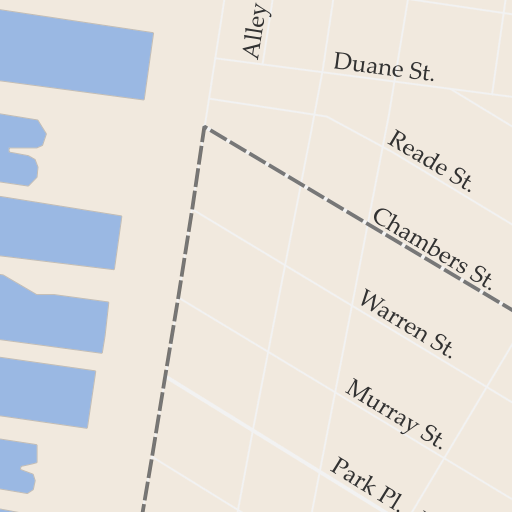 Alley
Duane St.
Reade St.
Chambers St.
Warren St.
Murray St.
Park Pl.